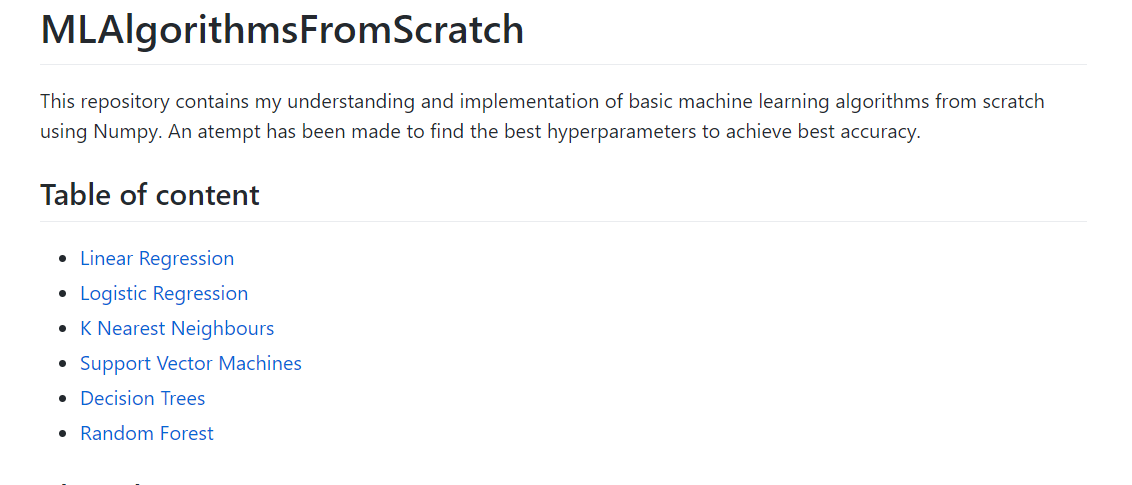 MLAlgorithmsFromScratch
This repository contains my understanding and implementation of basic machine learning algorithms from scratch
using Numpy. An atempt has been made to find the best hyperparameters to achieve best accuracy.
Table of content
Linear Regression
Logistic Regression
K Nearest Neighbours
Support Vector Machines
Decision Trees
Random Forest